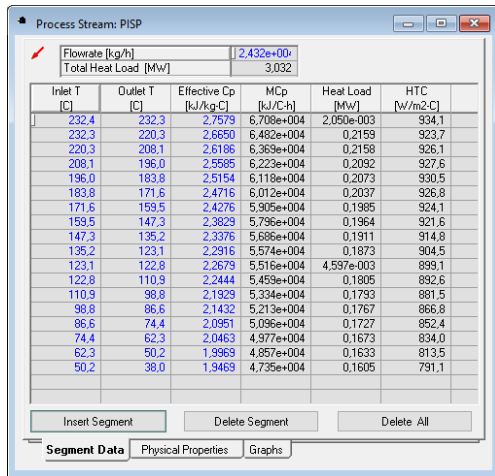 Process Stream: PISP
Flowrate [kg/h] 2,432e+004
Total Heat Load [MW] 3,032
Inlet T Outlet T Effective Cp MCp Heat Load HTC
[C] [C] [kJ/kg-C] [kJ/C-h] [MW] [W/m2-C]
232,4 232,3 2,7579 6,708e+004 2,050e-003 934,1
232,3 220,3 2,6650 6,482e+004 0,2159 923,7
220,3 208,1 2,6186 6,369e+004 0,2158 926,1
208,1 196,0 2,5585 6,223e+004 0,2092 927,6
196,0 183,8 2,5154 6,118e+004 0,2073 930,5
183,8 171,6 2,4716 6,012e+004 0,2037 926,8
171,6 159,5 2,4276 5,905e+004 0,1985 924,1
159,5 147,3 2,3829 5,796e+004 0,1964 921,6
147,3 135,2 2,3376 5,686e+004 0,1911 914,8
135,2 123,1 2,2916 5,574e+004 0,1873 904,5
123,1 122,8 2,2679 5,516e+004 4,597e-003 899,1
122,8 110,9 2,2444 5,459e+004 0,1805 892,6
110,9 98,8 2,1929 5,334e+004 0,1793 881,5
98,8 86,6 2,1432 5,213e+004 0,1767 866,8
86,6 74,4 2,0951 5,096e+004 0,1727 852,4
74,4 62,3 2,0463 4,977e+004 0,1673 834,0
62,3 50,2 1,9969 4,857e+004 0,1633 813,5
50,2 38,0 1,9469 4,735e+004 0,1605 791,1
Insert Segment Delete Segment Delete All
Segment Data Physical Properties Graphs